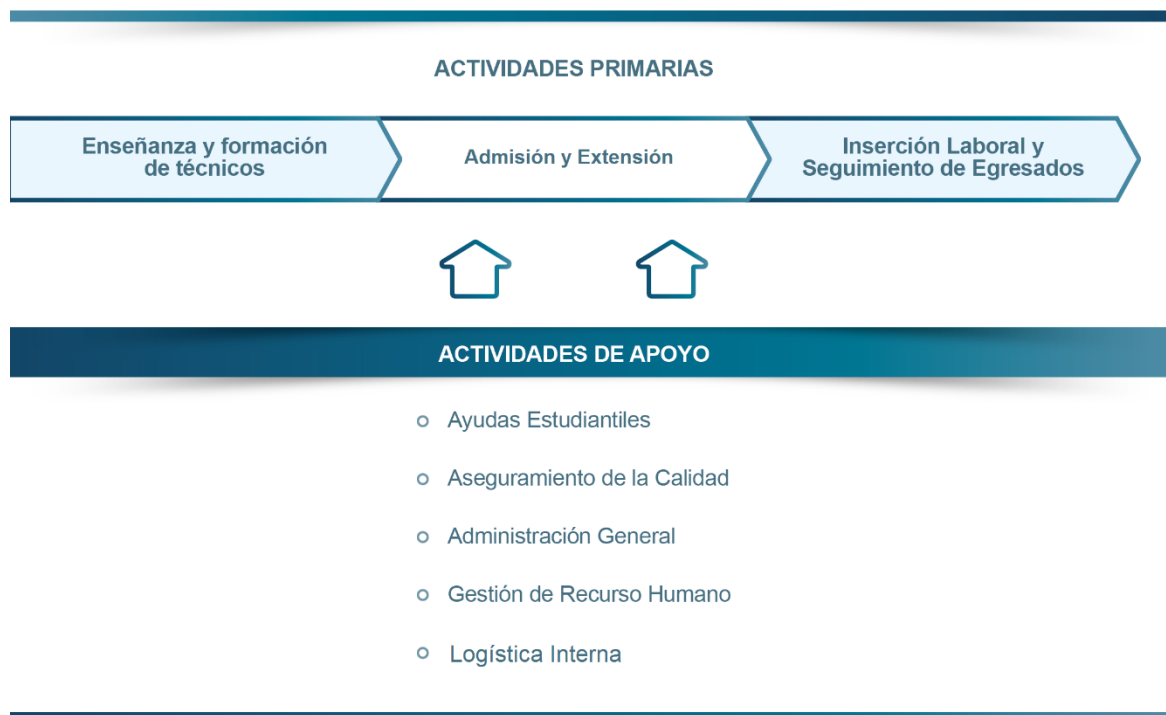 ACTIVIDADES PRIMARIAS
Enseñanza y formación
de técnicos
Admisión y Extensión
Inserción Laboral y
Seguimiento de Egresados
ACTIVIDADES DE APOYO
Ayudas Estudiantiles
Aseguramiento de la Calidad
Administración General
Gestión de Recurso Humano
Logística Interna